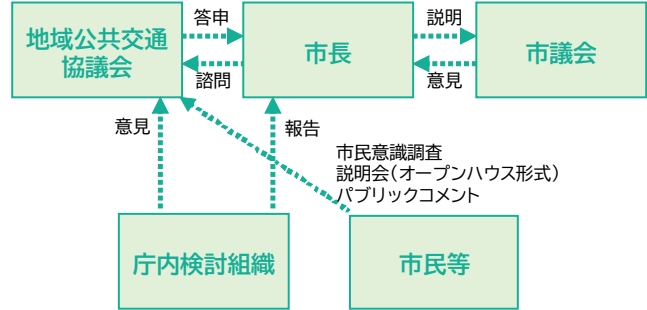 答申
説明
地域公共交通
協議会
市長
市議会
諮問
意見
意見
報告
市民意識調査
説明会（オープンハウス形式）
パブリックコメント
庁内検討組織
市民等